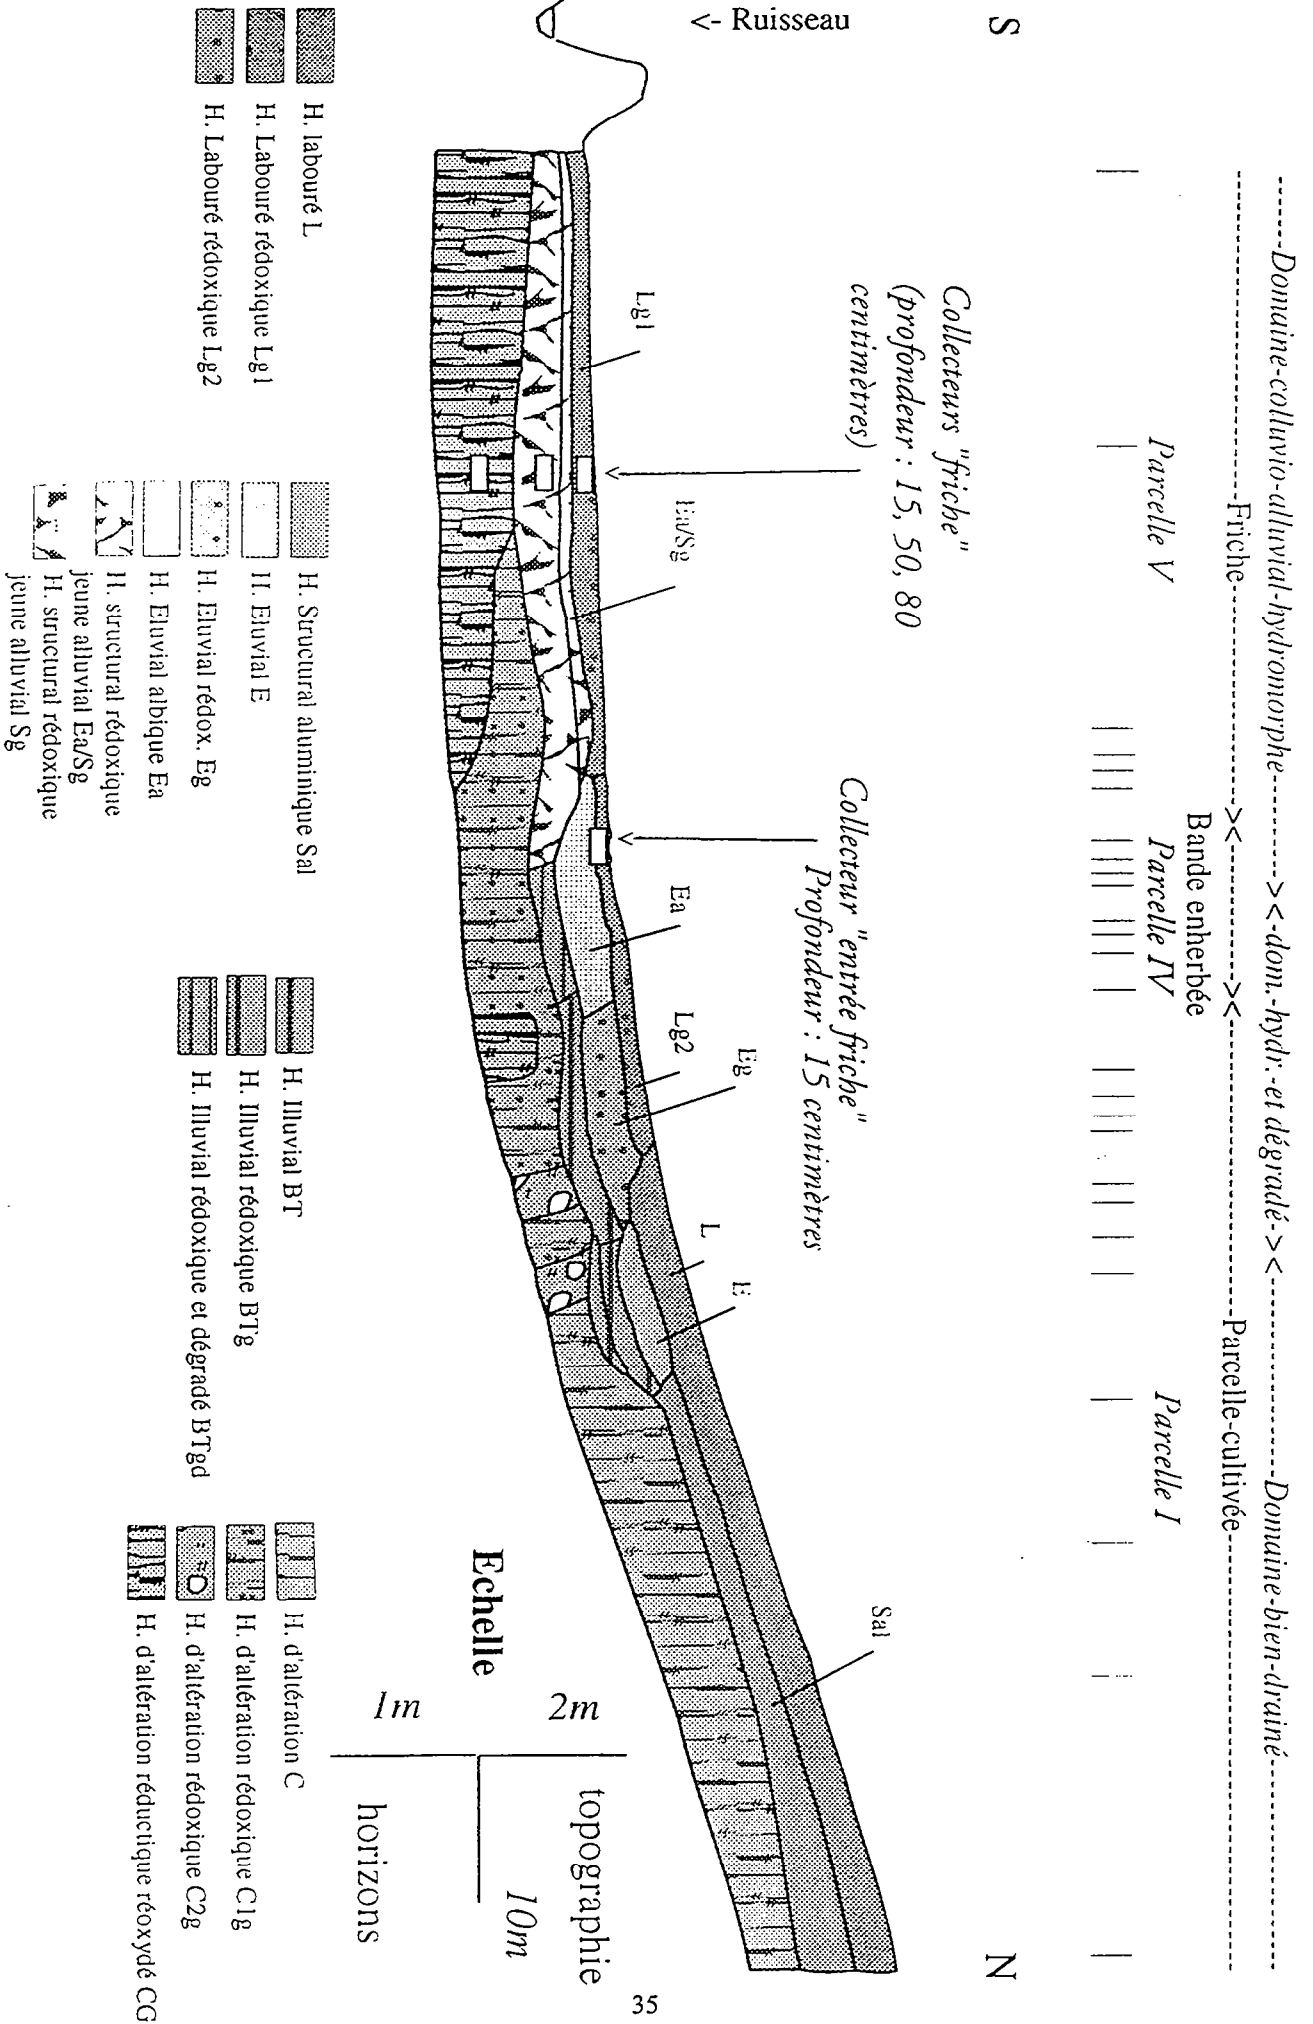 -----Domaine-colluvio-alluvial-hydromorphe--------> <-dom.-hydr.-et dégradé-> <----------------Domaine-bien-drainé----------------
--------------------Friche-------------------->< ------------->< --------------------Parcelle-cultivée--------------------
Bande enherbée
Parcelle V
Parcelle IV
Parcelle I
S
N
<- Ruisseau
Collecteurs "friche"
(profondeur : 15, 50, 80
centimètres)
Collecteur "entrée friche"
Profondeur : 15 centimètres
Lg1
Ea/Sg
Ea
Lg2
Eg
L
E
Sal
Echelle
2m
topographie
10m
1m
horizons
H. labouré L
H. Labouré rédoxique Lg1
H. Labouré rédoxique Lg2
H. Structural aluminique Sal
H. Eluvial E
H. Eluvial rédox. Eg
H. Eluvial albique Ea
H. structural rédoxique
jeune alluvial Ea/Sg
H. structural rédoxique
jeune alluvial Sg
H. Illuvial BT
H. Illuvial rédoxique BTg
H. Illuvial rédoxique et dégradé BTgd
H. d'altération C
H. d'altération rédoxique C1g
H. d'altération rédoxique C2g
H. d'altération réductique réoxydé CG
35